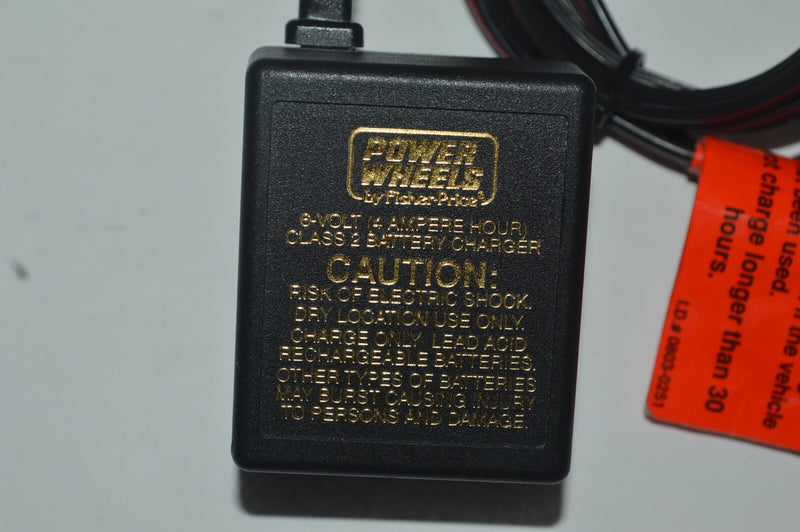 POWER
WHEELS
by Fisher-Price
6-VOLT (4 AMPERE HOUR)
CLASS 2 BATTERY CHARGER
CAUTION:
RISK OF ELECTRIC SHOCK.
DRY LOCATION USE ONLY.
CHARGE ONLY LEAD ACID
RECHARGEABLE BATTERIES.
OTHER TYPES OF BATTERIES
MAY BURST CAUSING INJURY
TO PERSONS AND DAMAGE.
been used.
if the vehicle
charge longer than 30
hours.
I.D.# 0803-0251